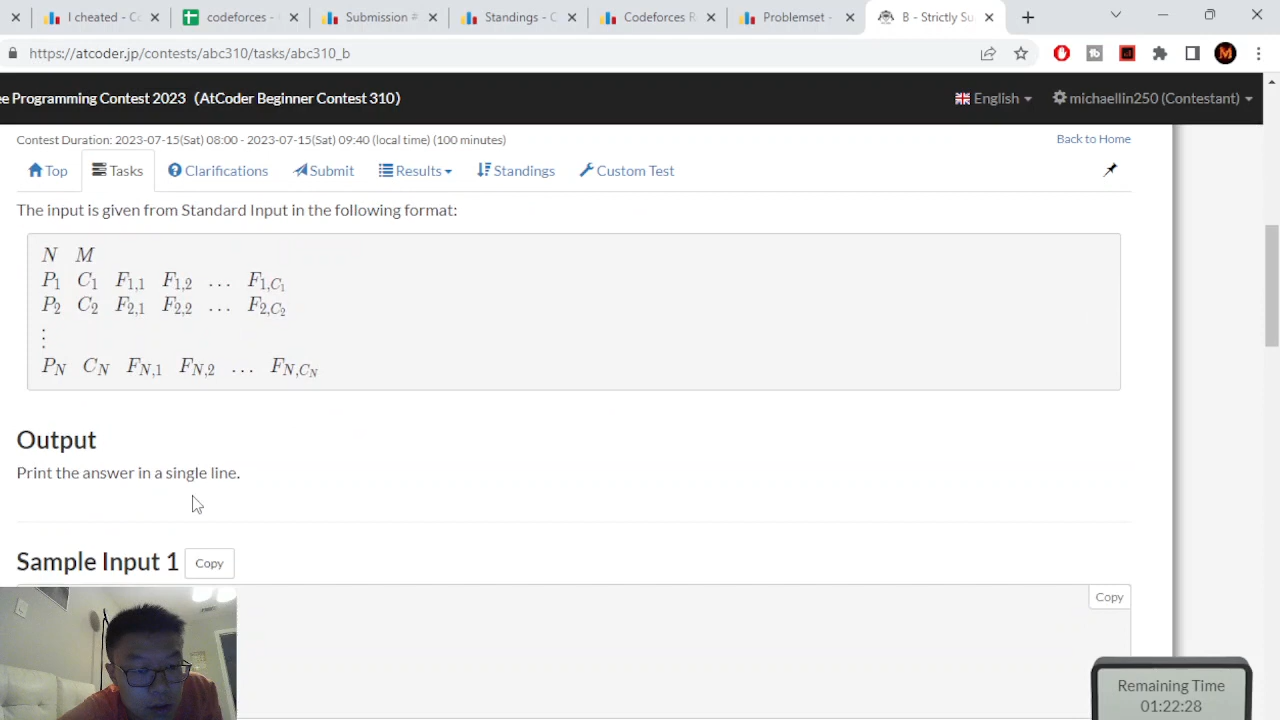 I cheated - Co
codeforces -
Submission #
Standings - C
Codeforces R
Problemset -
B - Strictly Su
https://atcoder.jp/contests/abc310/tasks/abc310_b
ee Programming Contest 2023 (AtCoder Beginner Contest 310)
English
michaellin250 (Contestant)
Contest Duration: 2023-07-15(Sat) 08:00 - 2023-07-15(Sat) 09:40 (local time) (100 minutes)
Back to Home
Top
Tasks
Clarifications
Submit
Results
Standings
Custom Test
The input is given from Standard Input in the following format:
N M
P1 C1 F1,1 F1,2 … F1,C1
P2 C2 F2,1 F2,2 … F2,C2
⋮
PN CN FN,1 FN,2 … FN,CN
Output
Print the answer in a single line.
Sample Input 1
Copy
Copy
Remaining Time
01:22:28